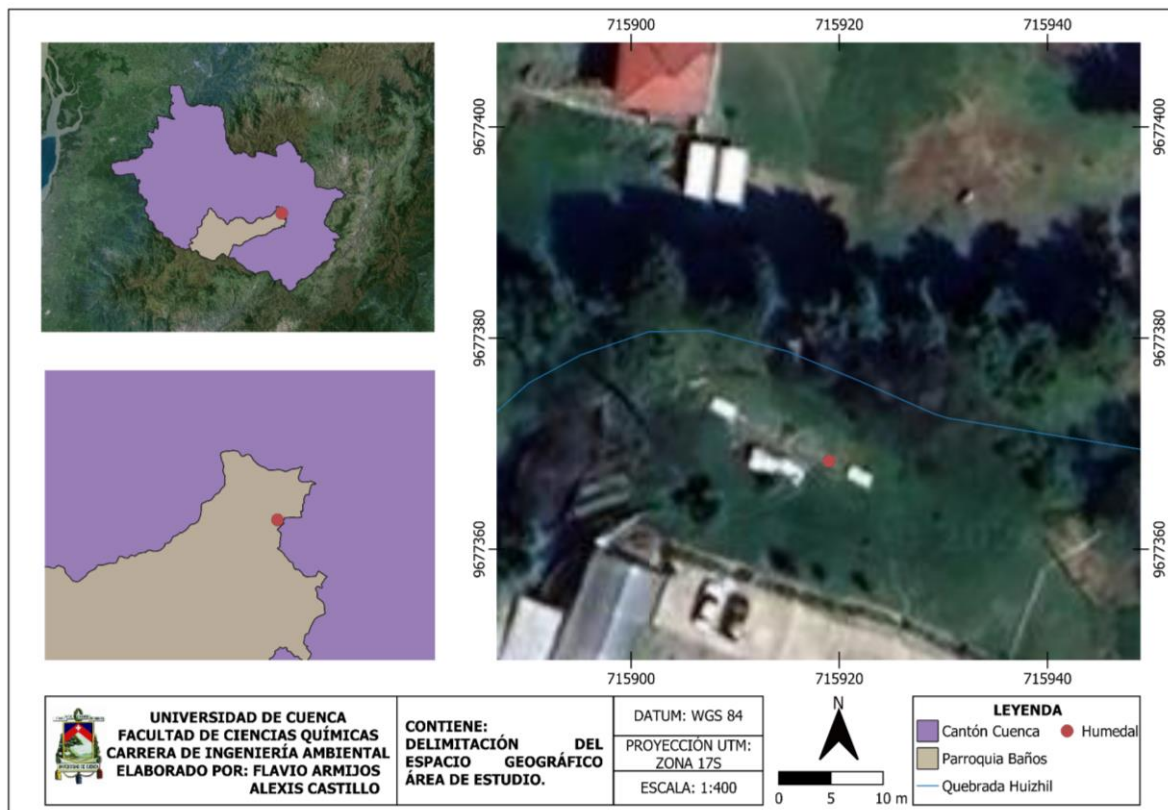 715900 715920 715940
9677400 9677400
9677380 9677380
9677360 9677360
715900 715920 715940
UNIVERSIDAD DE CUENCA
FACULTAD DE CIENCIAS QUÍMICAS
CARRERA DE INGENIERÍA AMBIENTAL
ELABORADO POR: FLAVIO ARMIJOS
ALEXIS CASTILLO
CONTIENE:
DELIMITACIÓN DEL
ESPACIO GEOGRÁFICO
ÁREA DE ESTUDIO.
DATUM: WGS 84
PROYECCIÓN UTM:
ZONA 17S
ESCALA: 1:400
N
0 5 10 m
LEYENDA
Cantón Cuenca Humedal
Parroquia Baños
Quebrada Huizhil